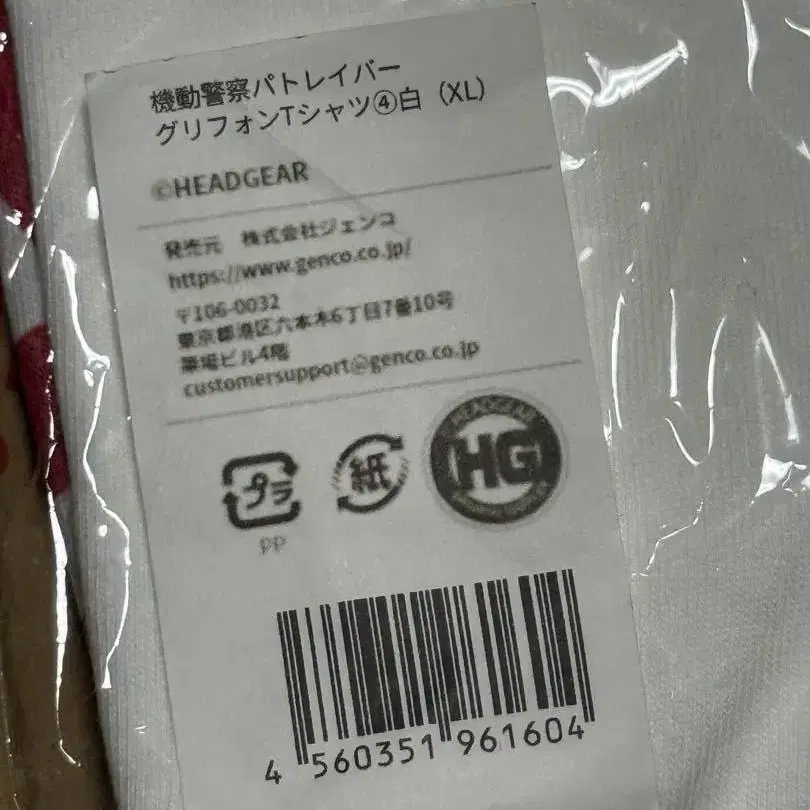 機動警察パトレイバー
グリフォンTシャツ④白（XL）
©HEADGEAR
発売元　株式会社ジェンコ
https://www.genco.co.jp/
〒106-0032
東京都港区六本木6丁目7番10号
築場ビル4階
customersupport@genco.co.jp
プラ
PP
紙
HEADGEAR
HG
4 560351 961604